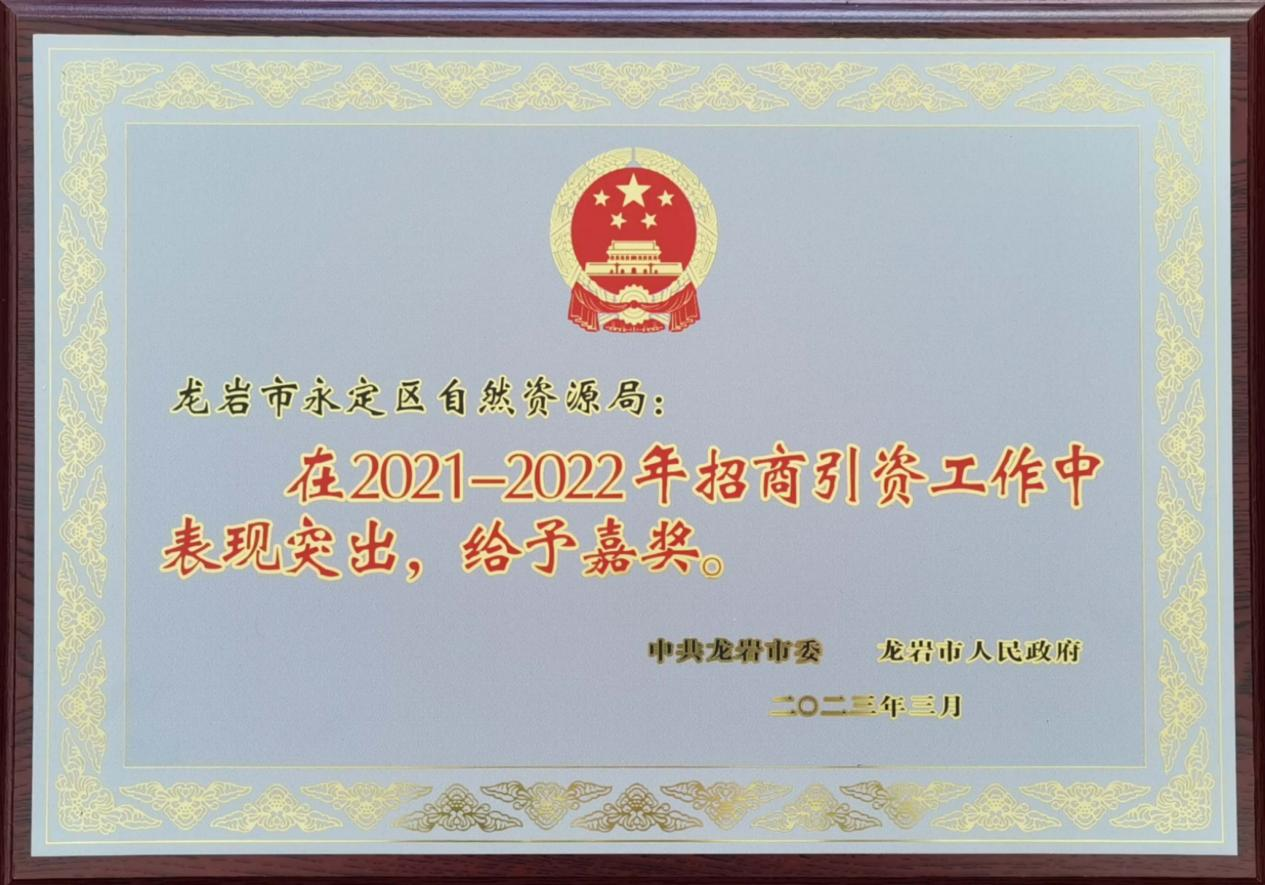 龙岩市永定区自然资源局：
在2021-2022年招商引资工作中
表现突出，给予嘉奖。
中共龙岩市委 龙岩市人民政府
二〇二三年三月